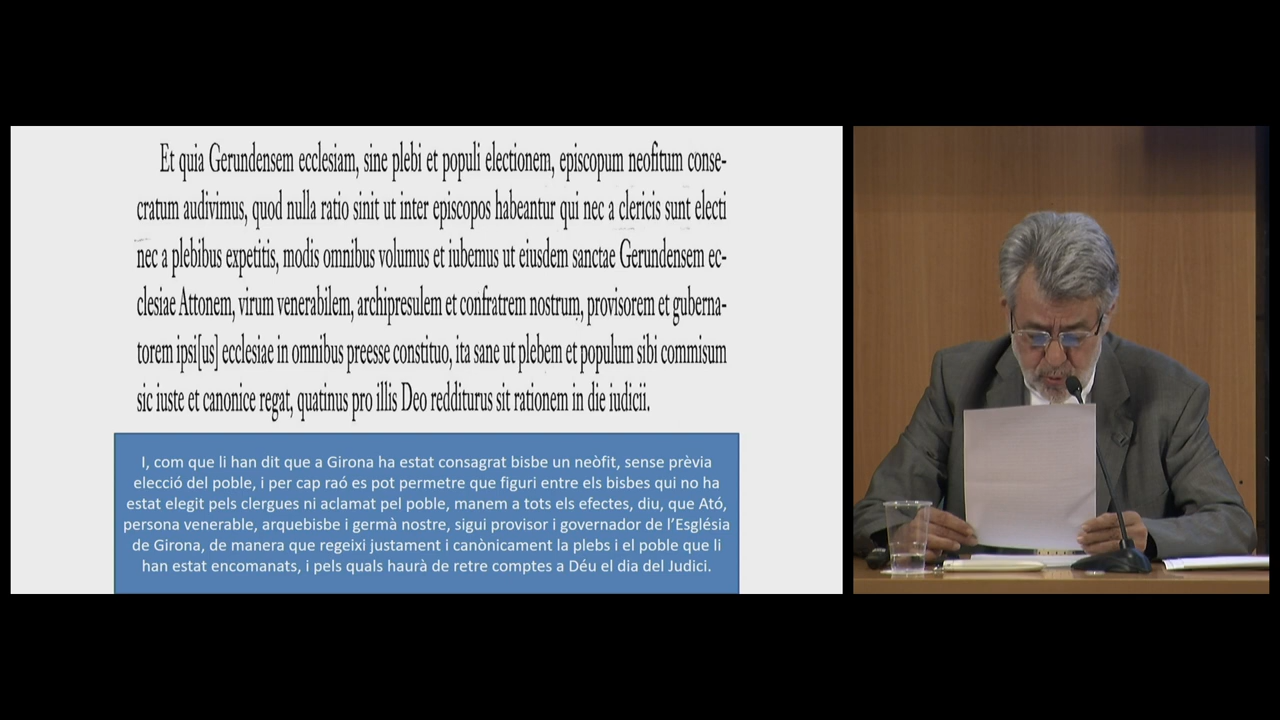 Et quia Gerundensem ecclesiam, sine plebi et populi electionem, episcopum neofitum conse-
cratum audivimus, quod nulla ratio sinit ut inter episcopos habeantur qui nec a clericis sunt electi
nec a plebibus expetitis, modis omnibus volumus et iubemus ut eiusdem sanctae Gerundensem ec-
clesiae Attonem, virum venerabilem, archipresulem et confratrem nostrum, provisorem et guberna-
torem ipsi[us] ecclesiae in omnibus preesse constituo, ita sane ut plebem et populum sibi commisum
sic iuste et canonice regat, quatinus pro illis Deo redditurus sit rationem in die iudicii.
I, com que li han dit que a Girona ha estat consagrat bisbe un neòfit, sense prèvia
elecció del poble, i per cap raó es pot permetre que figuri entre els bisbes qui no ha
estat elegit pels clergues ni aclamat pel poble, manem a tots els efectes, diu, que Ató,
persona venerable, arquebisbe i germà nostre, sigui provisor i governador de l’Església
de Girona, de manera que regeixi justament i canònicament la plebs i el poble que li
han estat encomanats, i pels quals haurà de retre comptes a Déu el dia del Judici.